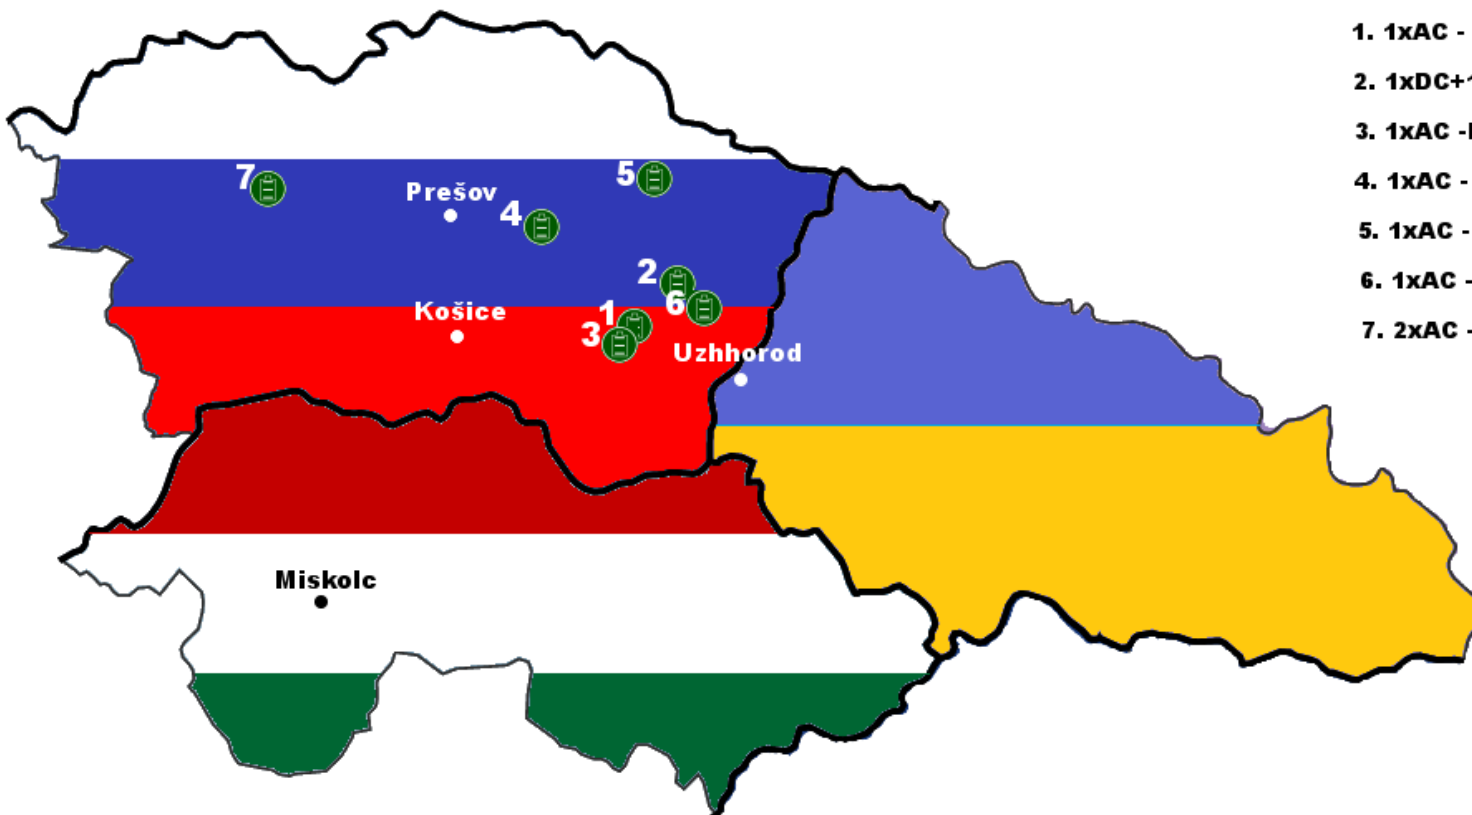 1. 1xAC -
2. 1xDC+1
3. 1xAC -
4. 1xAC -
5. 1xAC -
6. 1xAC -
7. 2xAC -
7
5
Prešov
4
2
6
Košice
1
3
Uzhhorod
Miskolc